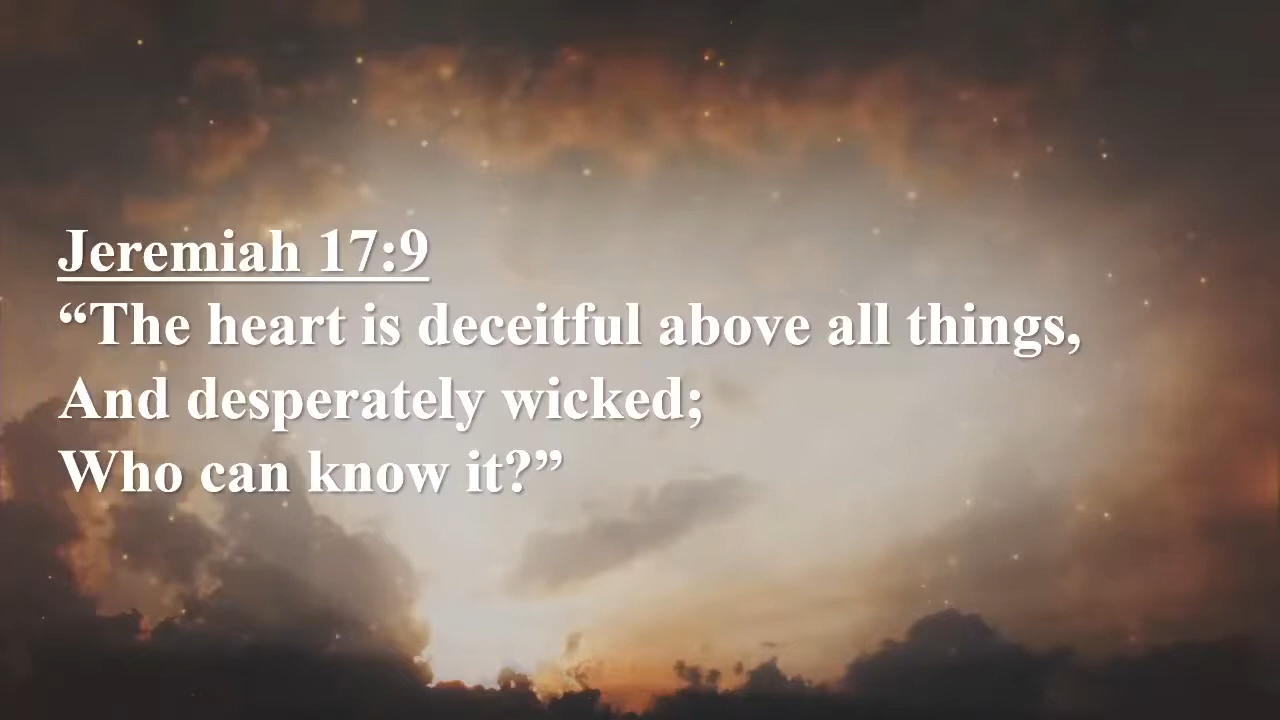 Jeremiah 17:9
“The heart is deceitful above all things,
And desperately wicked;
Who can know it?”